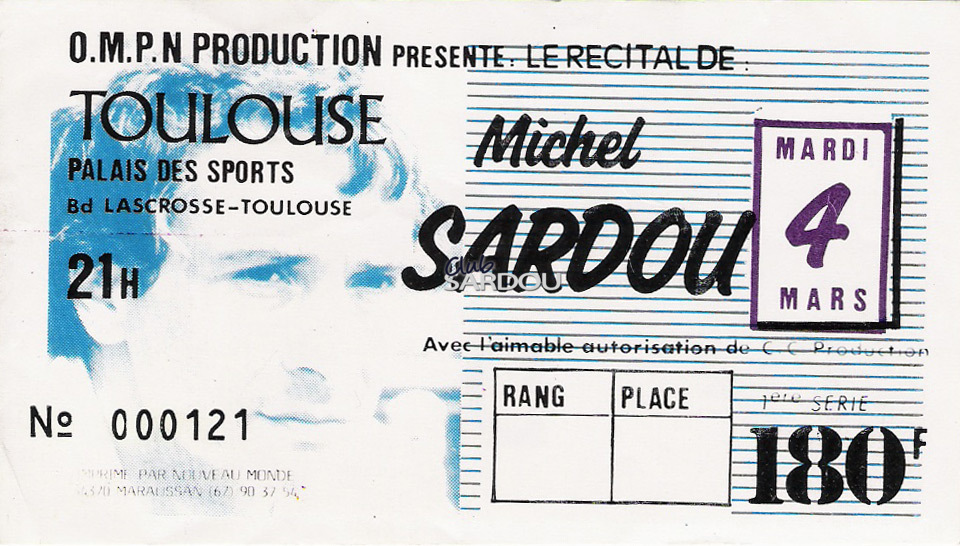 O.M.P.N PRODUCTION PRESENTE: LE RECITAL DE:
TOULOUSE
PALAIS DES SPORTS
Bd LASCROSSE-TOULOUSE
21H
Michel
SARDOU
MARDI
4
MARS
Club
SARDOU
Avec l'aimable autorisation de C.C Production
RANG PLACE
1ère SERIE
180F
No 000121
PAR NOUVEAU MONDE
MARAUSSAN (67) 90 37 54